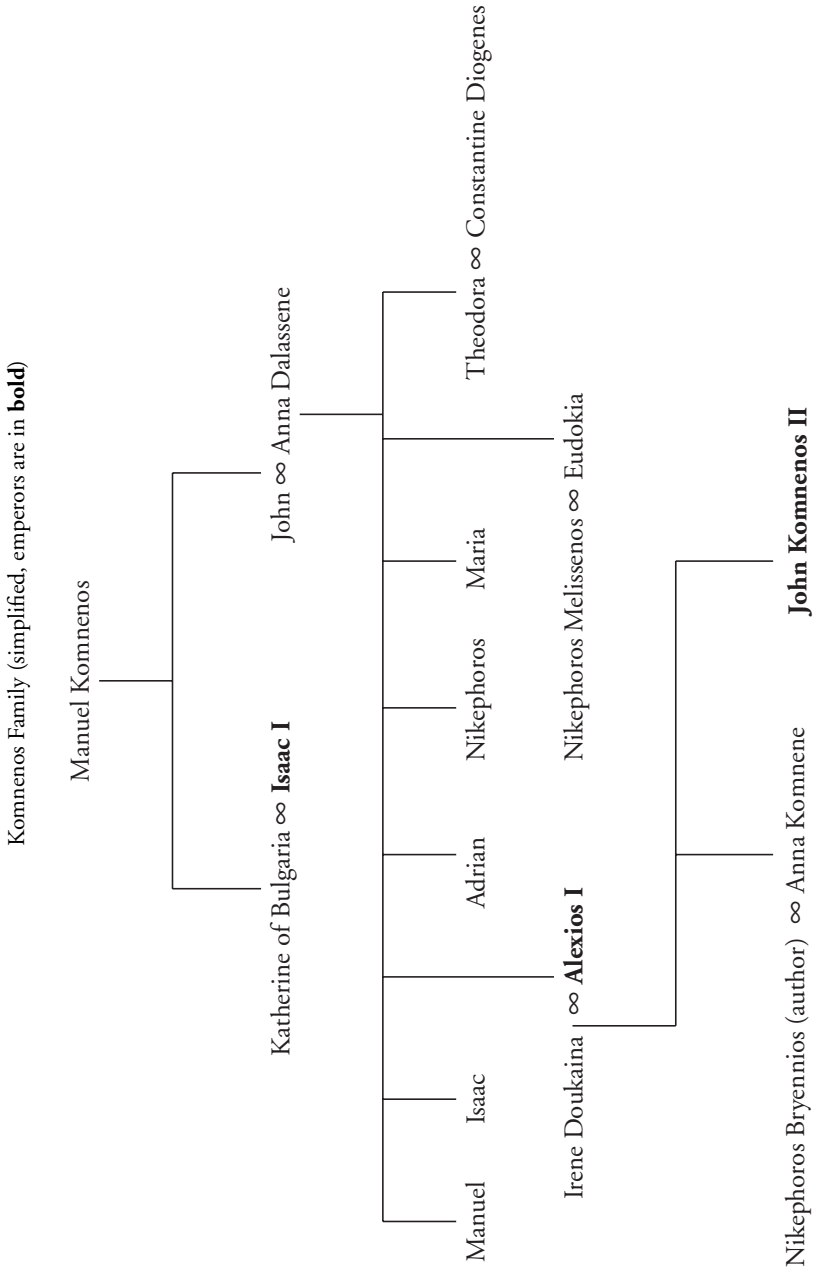 Komnenos Family (simplified, emperors are in bold)
Manuel Komnenos
Katherine of Bulgaria ∞ Isaac I
John ∞ Anna Dalassene
Manuel
Isaac
Adrian
Nikephoros
Maria
Theodora ∞ Constantine Diogenes
Irene Doukaina ∞ Alexios I
Nikephoros Melissenos ∞ Eudokia
Nikephoros Bryennios (author) ∞ Anna Komnene
John Komnenos II